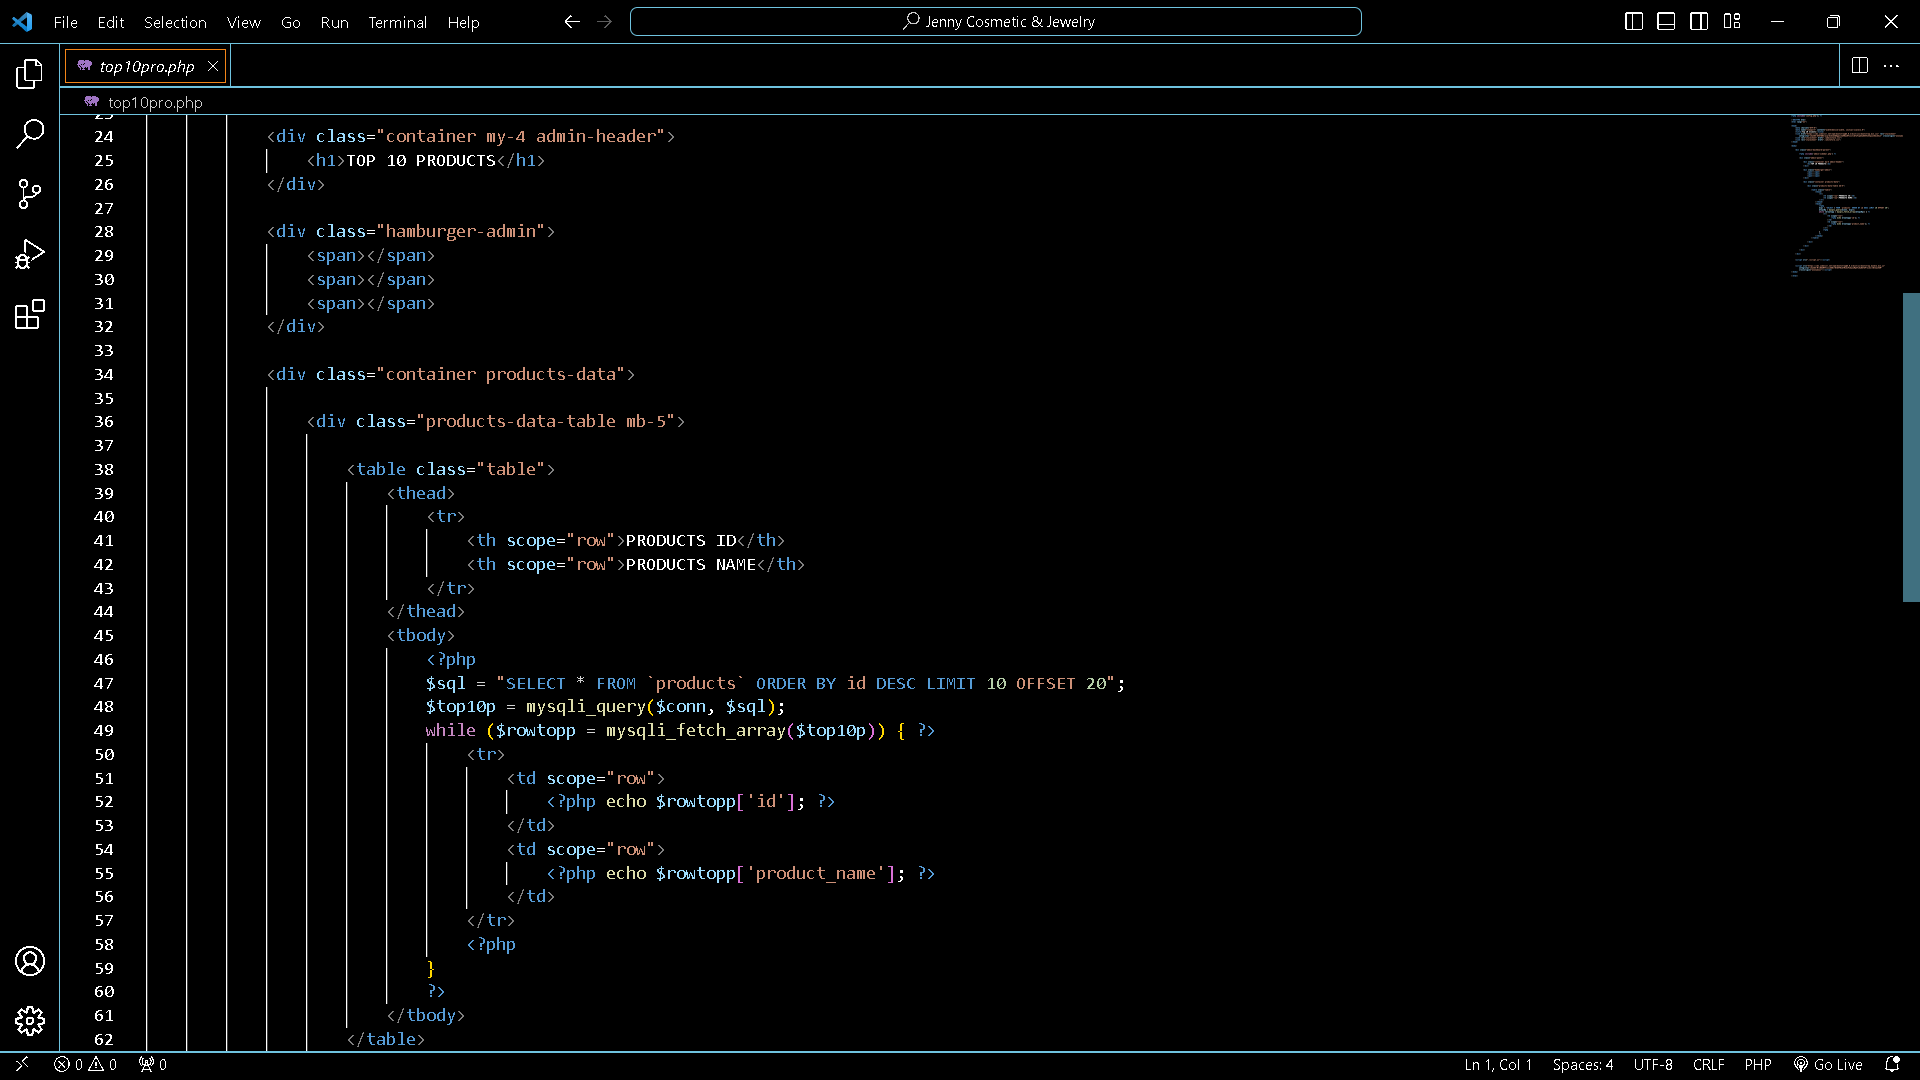 File Edit Selection View Go Run Terminal Help
Jenny Cosmetic & Jewelry
top10pro.php
top10pro.php
23
24 <div class="container my-4 admin-header">
25 <h1>TOP 10 PRODUCTS</h1>
26 </div>
27
28 <div class="hamburger-admin">
29 <span></span>
30 <span></span>
31 <span></span>
32 </div>
33
34 <div class="container products-data">
35
36 <div class="products-data-table mb-5">
37
38 <table class="table">
39 <thead>
40 <tr>
41 <th scope="row">PRODUCTS ID</th>
42 <th scope="row">PRODUCTS NAME</th>
43 </tr>
44 </thead>
45 <tbody>
46 <?php
47 $sql = "SELECT * FROM `products` ORDER BY id DESC LIMIT 10 OFFSET 20";
48 $top10p = mysqli_query($conn, $sql);
49 while ($rowtopp = mysqli_fetch_array($top10p)) { ?>
50 <tr>
51 <td scope="row">
52 <?php echo $rowtopp['id']; ?>
53 </td>
54 <td scope="row">
55 <?php echo $rowtopp['product_name']; ?>
56 </td>
57 </tr>
58 <?php
59 }
60 ?>
61 </tbody>
62 </table>
0 0 0 Ln 1, Col 1 Spaces: 4 UTF-8 CRLF PHP Go Live